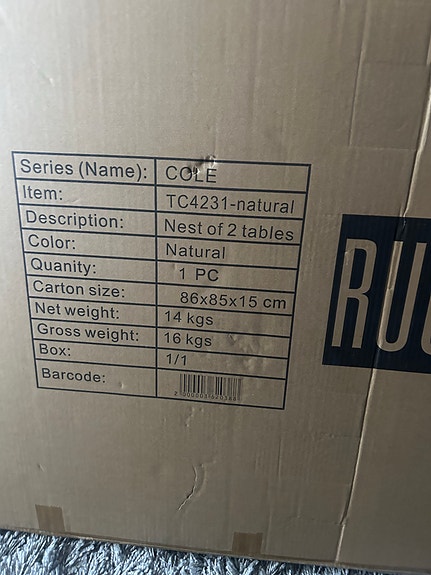 Series (Name): COLE
Item: TC4231-natural
Description: Nest of 2 tables
Color: Natural
Quanity: 1 PC
Carton size: 86x85x15 cm
Net weight: 14 kgs
Gross weight: 16 kgs
Box: 1/1
Barcode:
RU